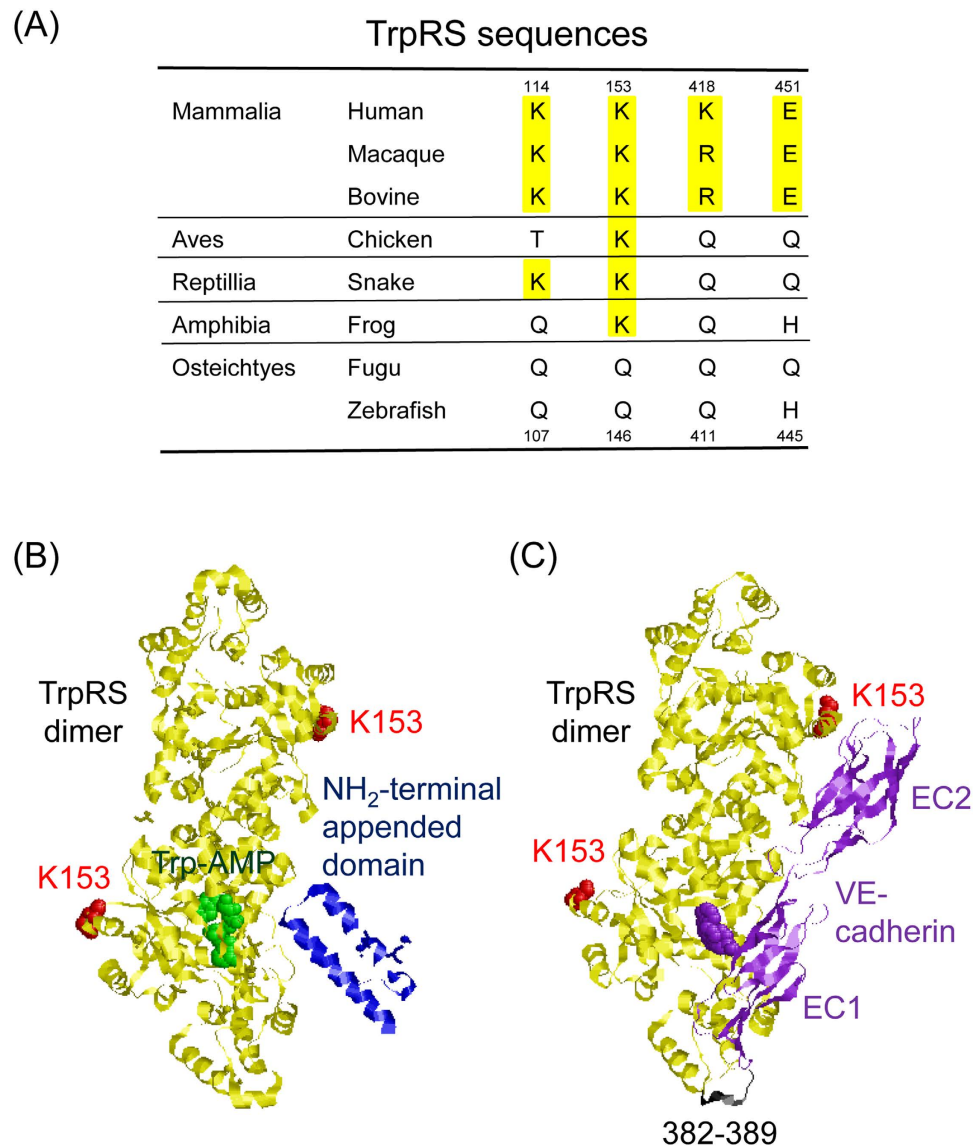 (A)
TrpRS sequences
114 153 418 451
Mammalia Human K K K E
Macaque K K R E
Bovine K K R E
Aves Chicken T K Q Q
Reptillia Snake K K Q Q
Amphibia Frog Q K Q H
Osteichtyes Fugu Q Q Q Q
Zebrafish Q Q Q H
107 146 411 445
(B)
TrpRS
dimer
K153
NH2-terminal
appended
domain
Trp-AMP
K153
(C)
TrpRS
dimer
K153
EC2
K153
VE-
cadherin
EC1
382-389